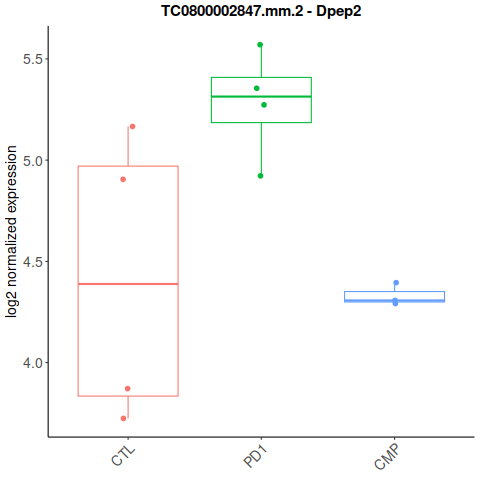 TC0800002847.mm.2 - Dpep2
log2 normalized expression
5.5
5.0
4.5
4.0
CTL
PD1
CMP